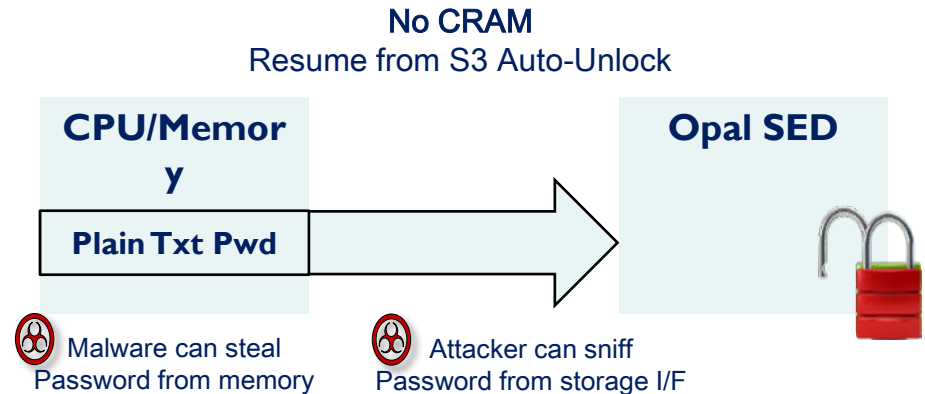 No CRAM
Resume from S3 Auto-Unlock
CPU/Memor
y
Opal SED
Plain Txt Pwd
Malware can steal
Password from memory
Attacker can sniff
Password from storage I/F